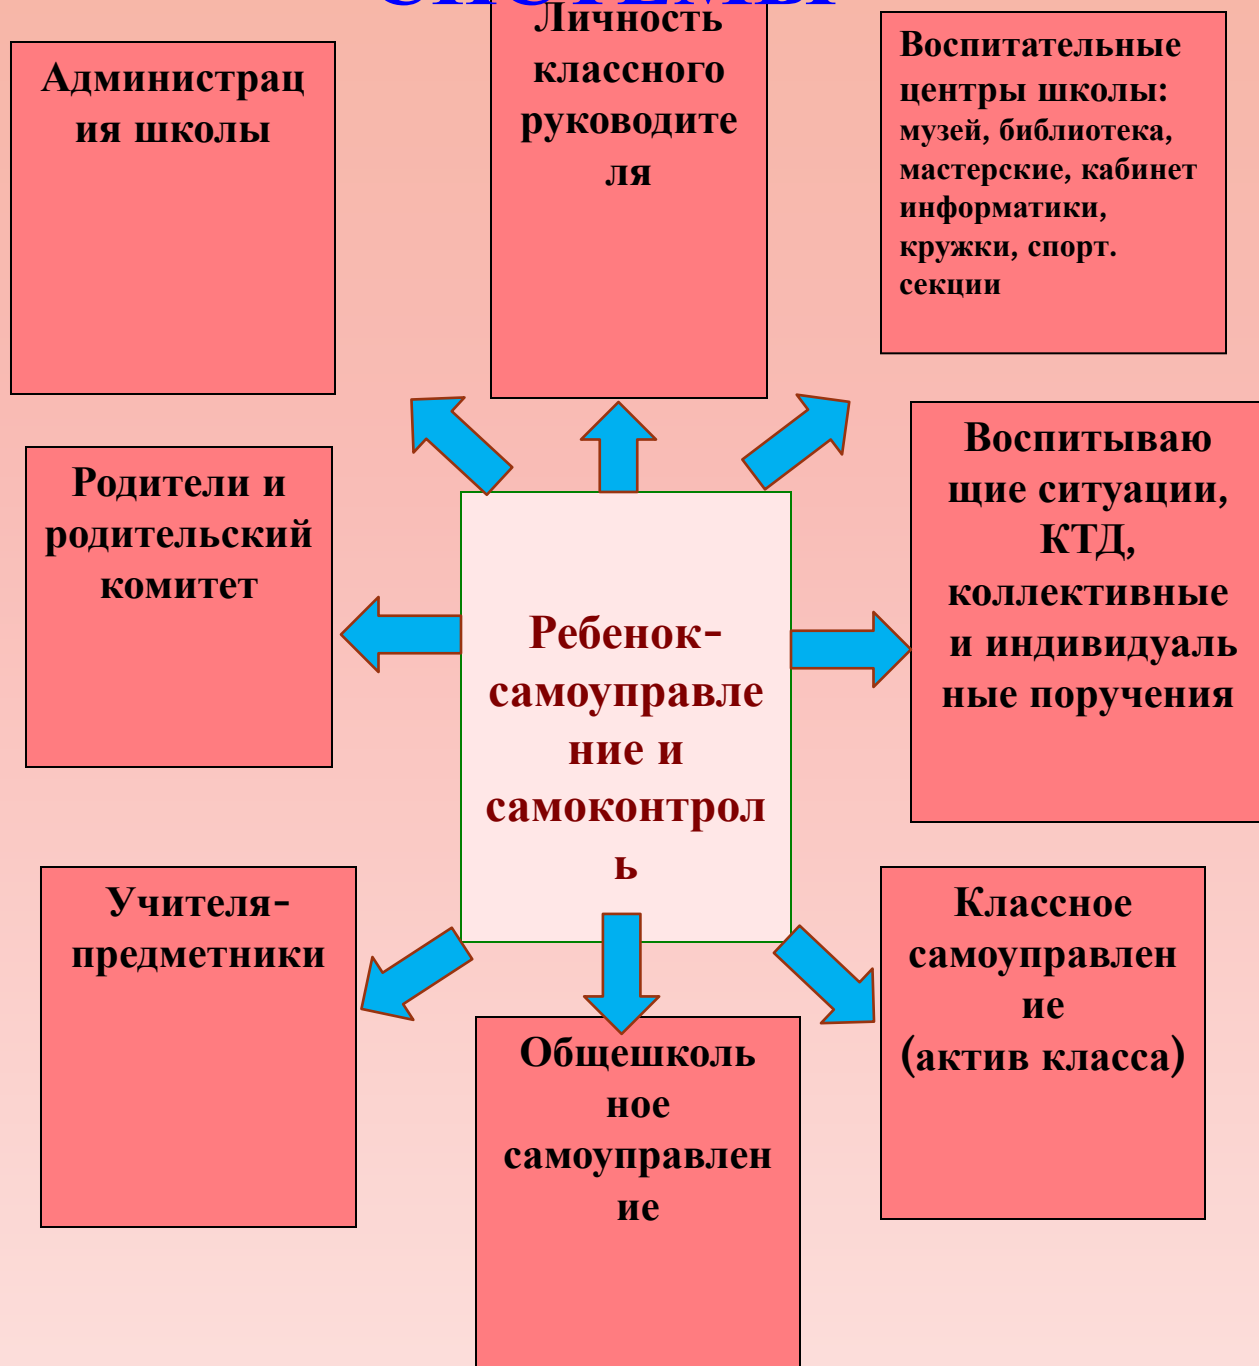 СИСТЕМЫ
Администрац
ия школы
Личность
классного
руководите
ля
Воспитательные
центры школы:
музей, библиотека,
мастерские, кабинет
информатики,
кружки, спорт.
секции
Родители и
родительский
комитет
Ребенок-
самоуправле
ние и
самоконтрол
ь
Воспитываю
щие ситуации,
КТД,
коллективные
и индивидуаль
ные поручения
Учителя-
предметники
Общешколь
ное
самоуправлен
ие
Классное
самоуправлен
ие
(актив класса)